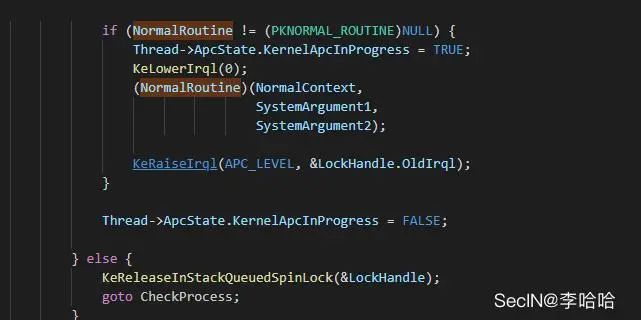 if (NormalRoutine != (PKNORMAL_ROUTINE)NULL) {
Thread->ApcState.KernelApcInProgress = TRUE;
KeLowerIrql(0);
(NormalRoutine)(NormalContext,
SystemArgument1,
SystemArgument2);
KeRaiseIrql(APC_LEVEL, &LockHandle.OldIrql);
}
Thread->ApcState.KernelApcInProgress = FALSE;
} else {
KeReleaseInStackQueuedSpinLock(&LockHandle);
goto CheckProcess;
}
SecIN@李哈哈